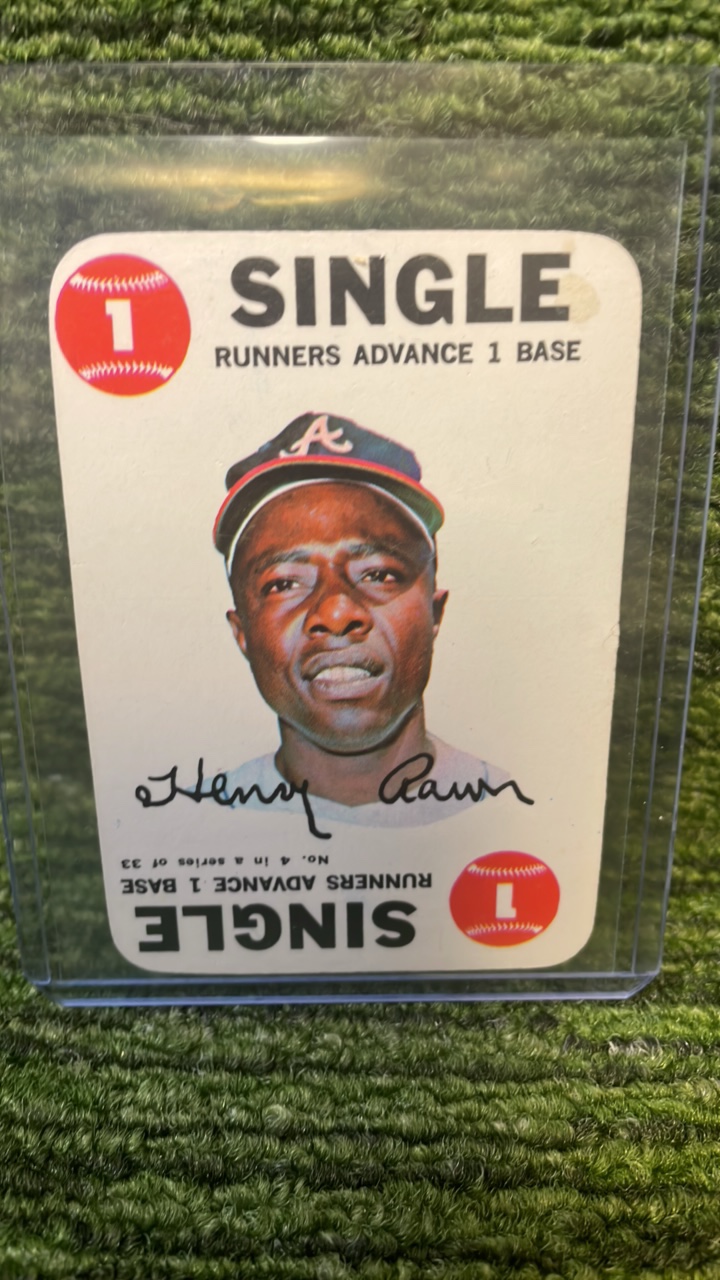 1
SINGLE
RUNNERS ADVANCE 1 BASE
A
Henry Aaron
No. 4 in a series of 33
RUNNERS ADVANCE 1 BASE
SINGLE
1